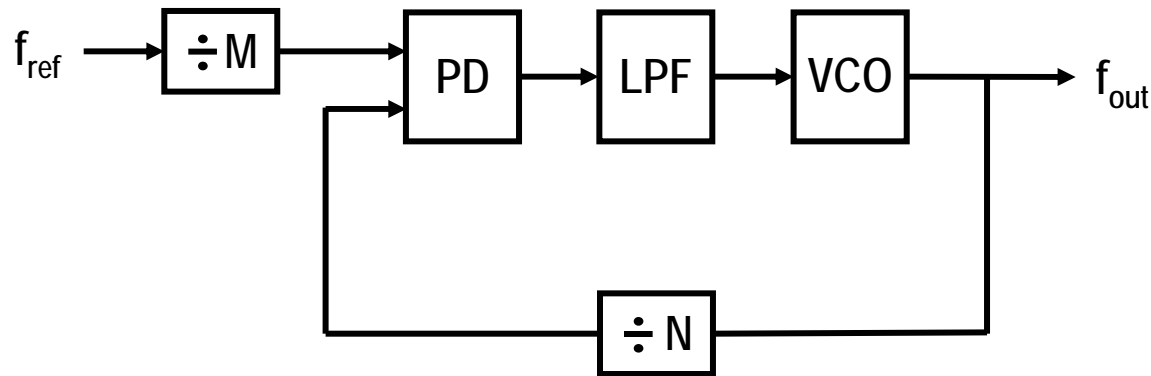 f_ref
÷ M
PD
LPF
VCO
f_out
÷ N